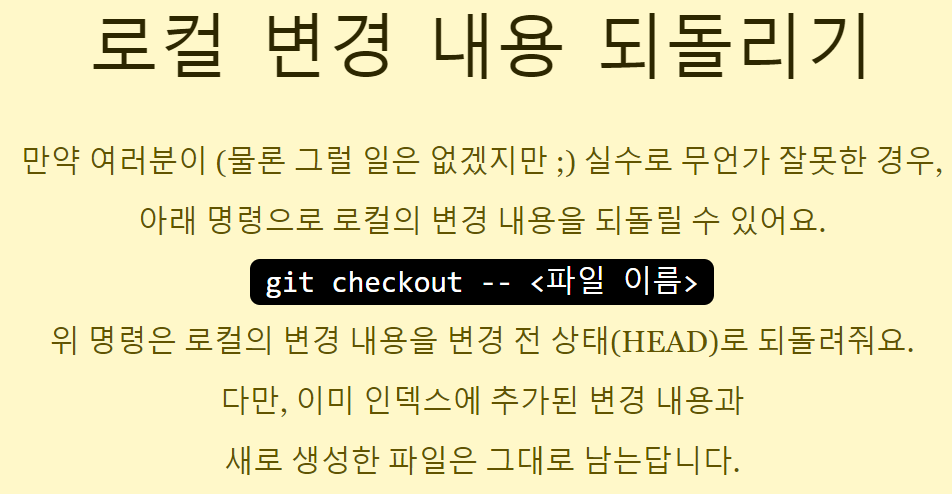 로컬 변경 내용 되돌리기
만약 여러분이 (물론 그럴 일은 없겠지만 ;) 실수로 무언가 잘못한 경우,
아래 명령으로 로컬의 변경 내용을 되돌릴 수 있어요.
git checkout -- <파일 이름>
위 명령은 로컬의 변경 내용을 변경 전 상태(HEAD)로 되돌려줘요.
다만, 이미 인덱스에 추가된 변경 내용과
새로 생성한 파일은 그대로 남는답니다.